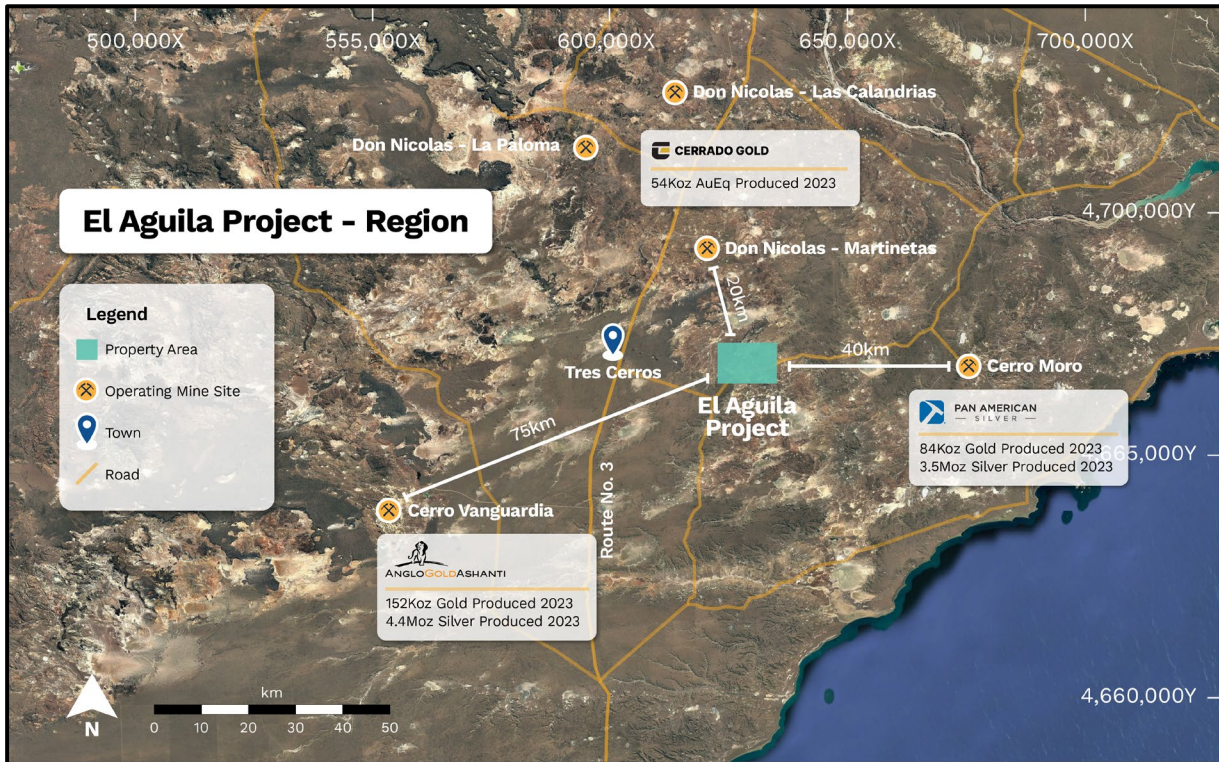 500,000X
555,000X
600,000X
650,000X
700,000X
Don Nicolas - Las Calandrias
Don Nicolas - La Paloma
CERRADO GOLD
54Koz AuEq Produced 2023
4,700,000Y
El Aguila Project - Region
Don Nicolas - Martinetas
20km
Legend
Property Area
Operating Mine Site
Town
Road
Tres Cerros
40km
Cerro Moro
El Aguila
Project
75km
PAN AMERICAN
SILVER
84Koz Gold Produced 2023
3.5Moz Silver Produced 2023
665,000Y
Route No. 3
Cerro Vanguardia
ANGLOGOLDASHANTI
152Koz Gold Produced 2023
4.4Moz Silver Produced 2023
N
km
0 10 20 30 40 50
4,660,000Y